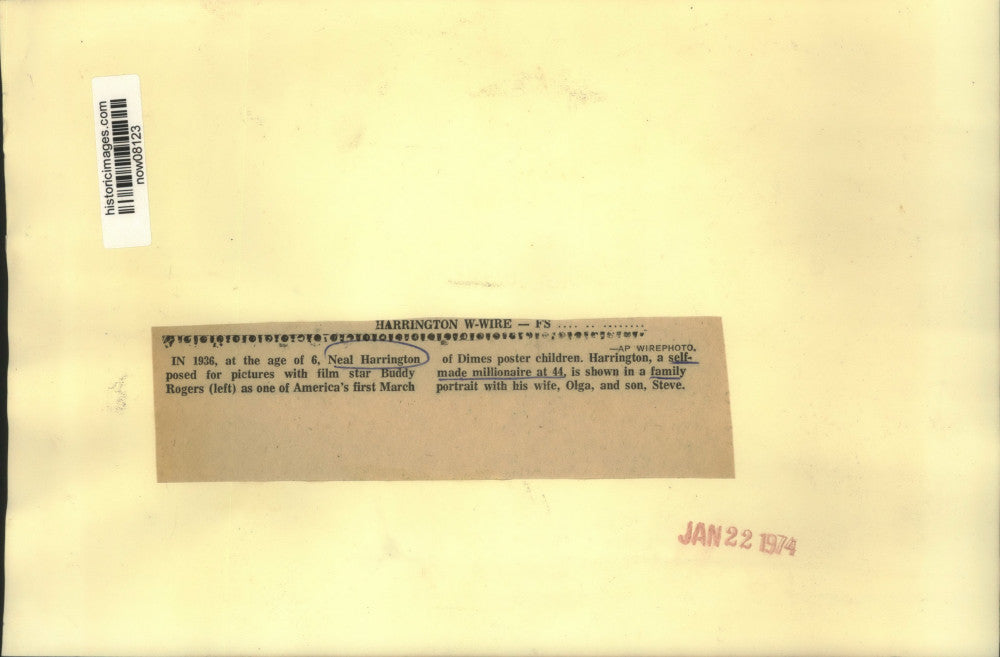 historicimages.com
now08123
HARRINGTON W-WIRE — FS .... .. ........
—AP WIREPHOTO.
IN 1936, at the age of 6, Neal Harrington
posed for pictures with film star Buddy
Rogers (left) as one of America's first March
of Dimes poster children. Harrington, a self-
made millionaire at 44, is shown in a family
portrait with his wife, Olga, and son, Steve.
JAN 22 1974